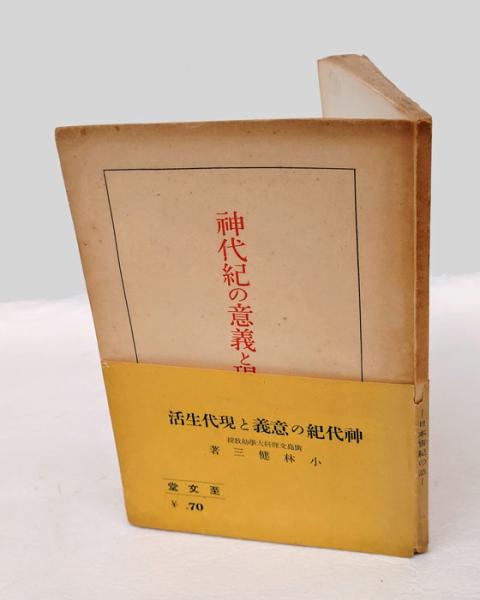 神代紀の意義と現
神代紀の意義と現代生活
廣島文理科大學助教授
小林健三著
至文堂
¥ .70